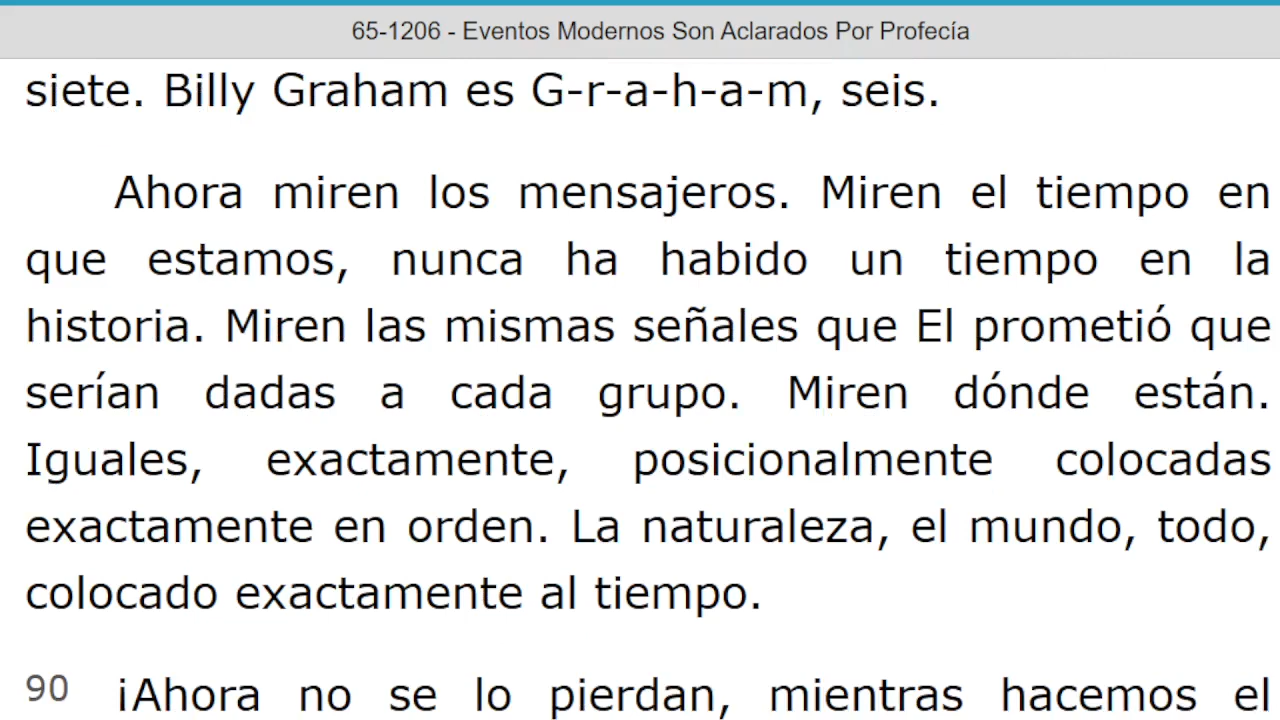 65-1206 - Eventos Modernos Son Aclarados Por Profecía
siete. Billy Graham es G-r-a-h-a-m, seis.
Ahora miren los mensajeros. Miren el tiempo en
que estamos, nunca ha habido un tiempo en la
historia. Miren las mismas señales que El prometió que
serían dadas a cada grupo. Miren dónde están.
Iguales, exactamente, posicionalmente colocadas
exactamente en orden. La naturaleza, el mundo, todo,
colocado exactamente al tiempo.
90 ¡Ahora no se lo pierdan, mientras hacemos el